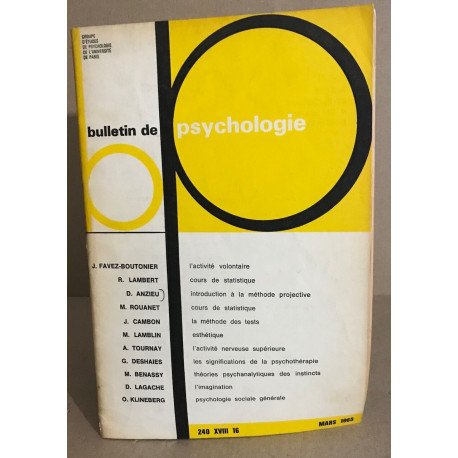 GROUPE
D'ÉTUDES
DE PSYCHOLOGIE
DE L'UNIVERSITÉ
DE PARIS
bulletin de psychologie
J. FAVEZ-BOUTONIER l'activité volontaire
R. LAMBERT cours de statistique
D. ANZIEU introduction à la méthode projective
M. ROUANET cours de statistique
J. CAMBON la méthode des tests
M. LAMBLIN esthétique
A. TOURNAY l'activité nerveuse supérieure
G. DESHAIES les significations de la psychothérapie
M. BENASSY théories psychanalytiques des instincts
D. LAGACHE l'imagination
O. KLINEBERG psychologie sociale générale
240 XVIII 16 MARS 1965